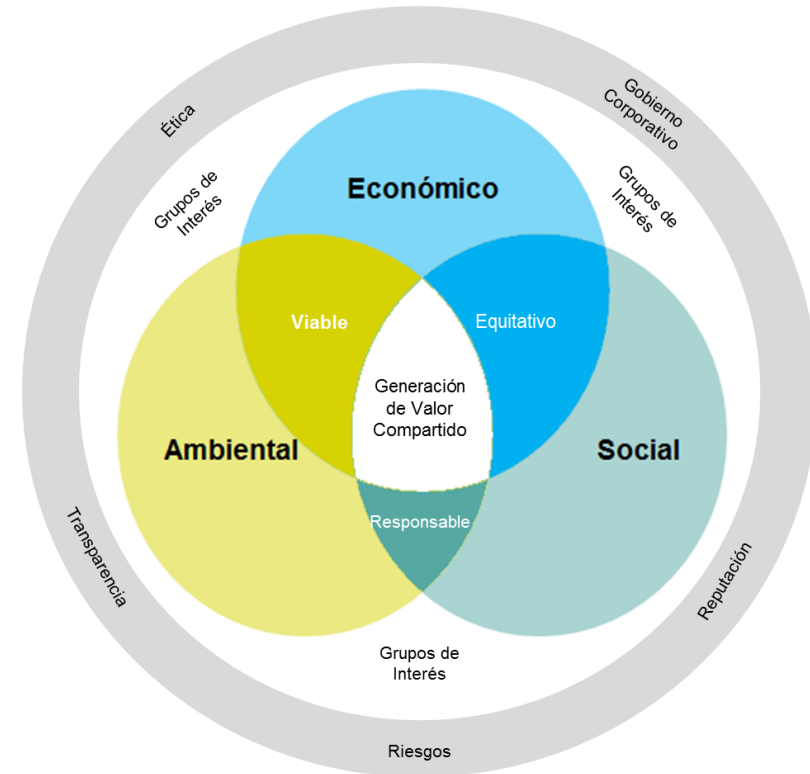 Ética
Gobierno
Corporativo
Grupos de
Interés
Grupos de
Interés
Económico
Viable
Equitativo
Generación
de Valor
Compartido
Ambiental
Social
Responsable
Transparencia
Reputación
Grupos de
Interés
Riesgos